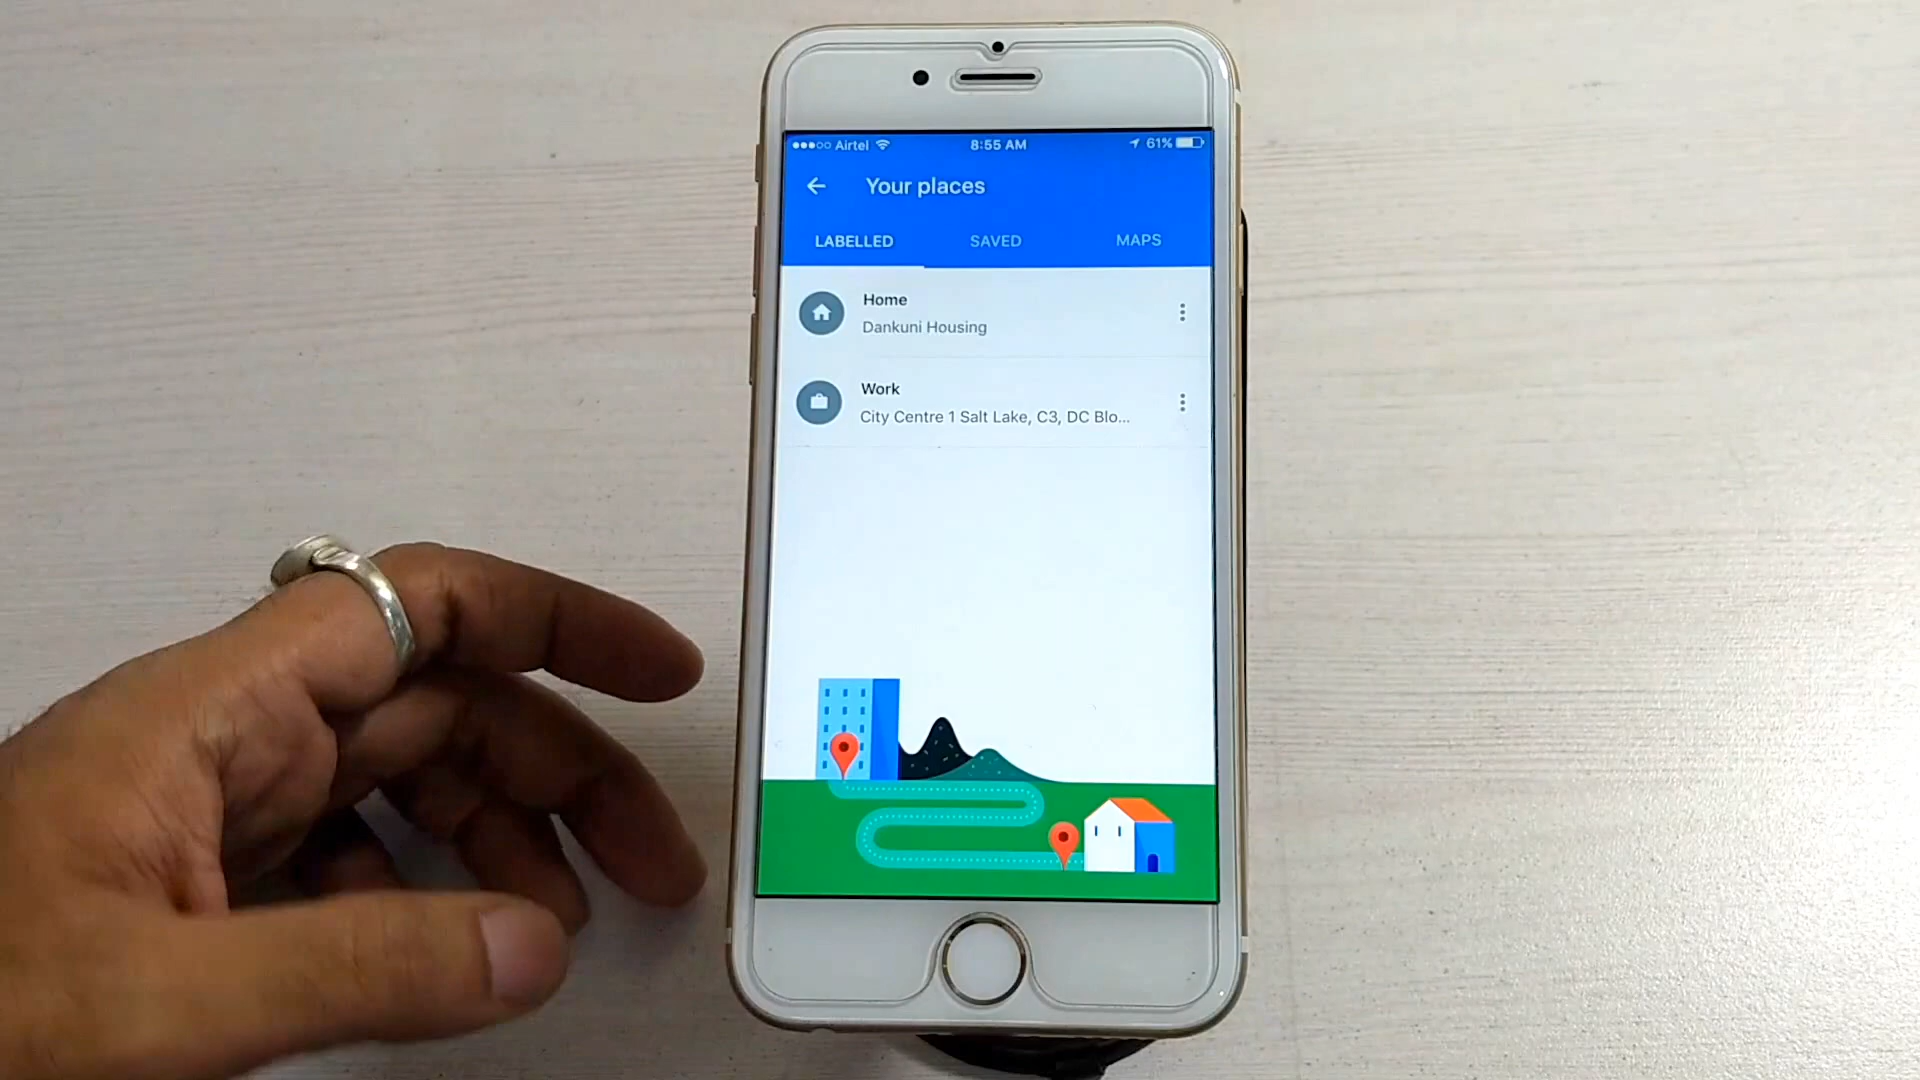 Airtel 8:55 AM 61%
Your places
LABELLED SAVED MAPS
Home
Dankuni Housing
Work
City Centre 1 Salt Lake, C3, DC Blo...